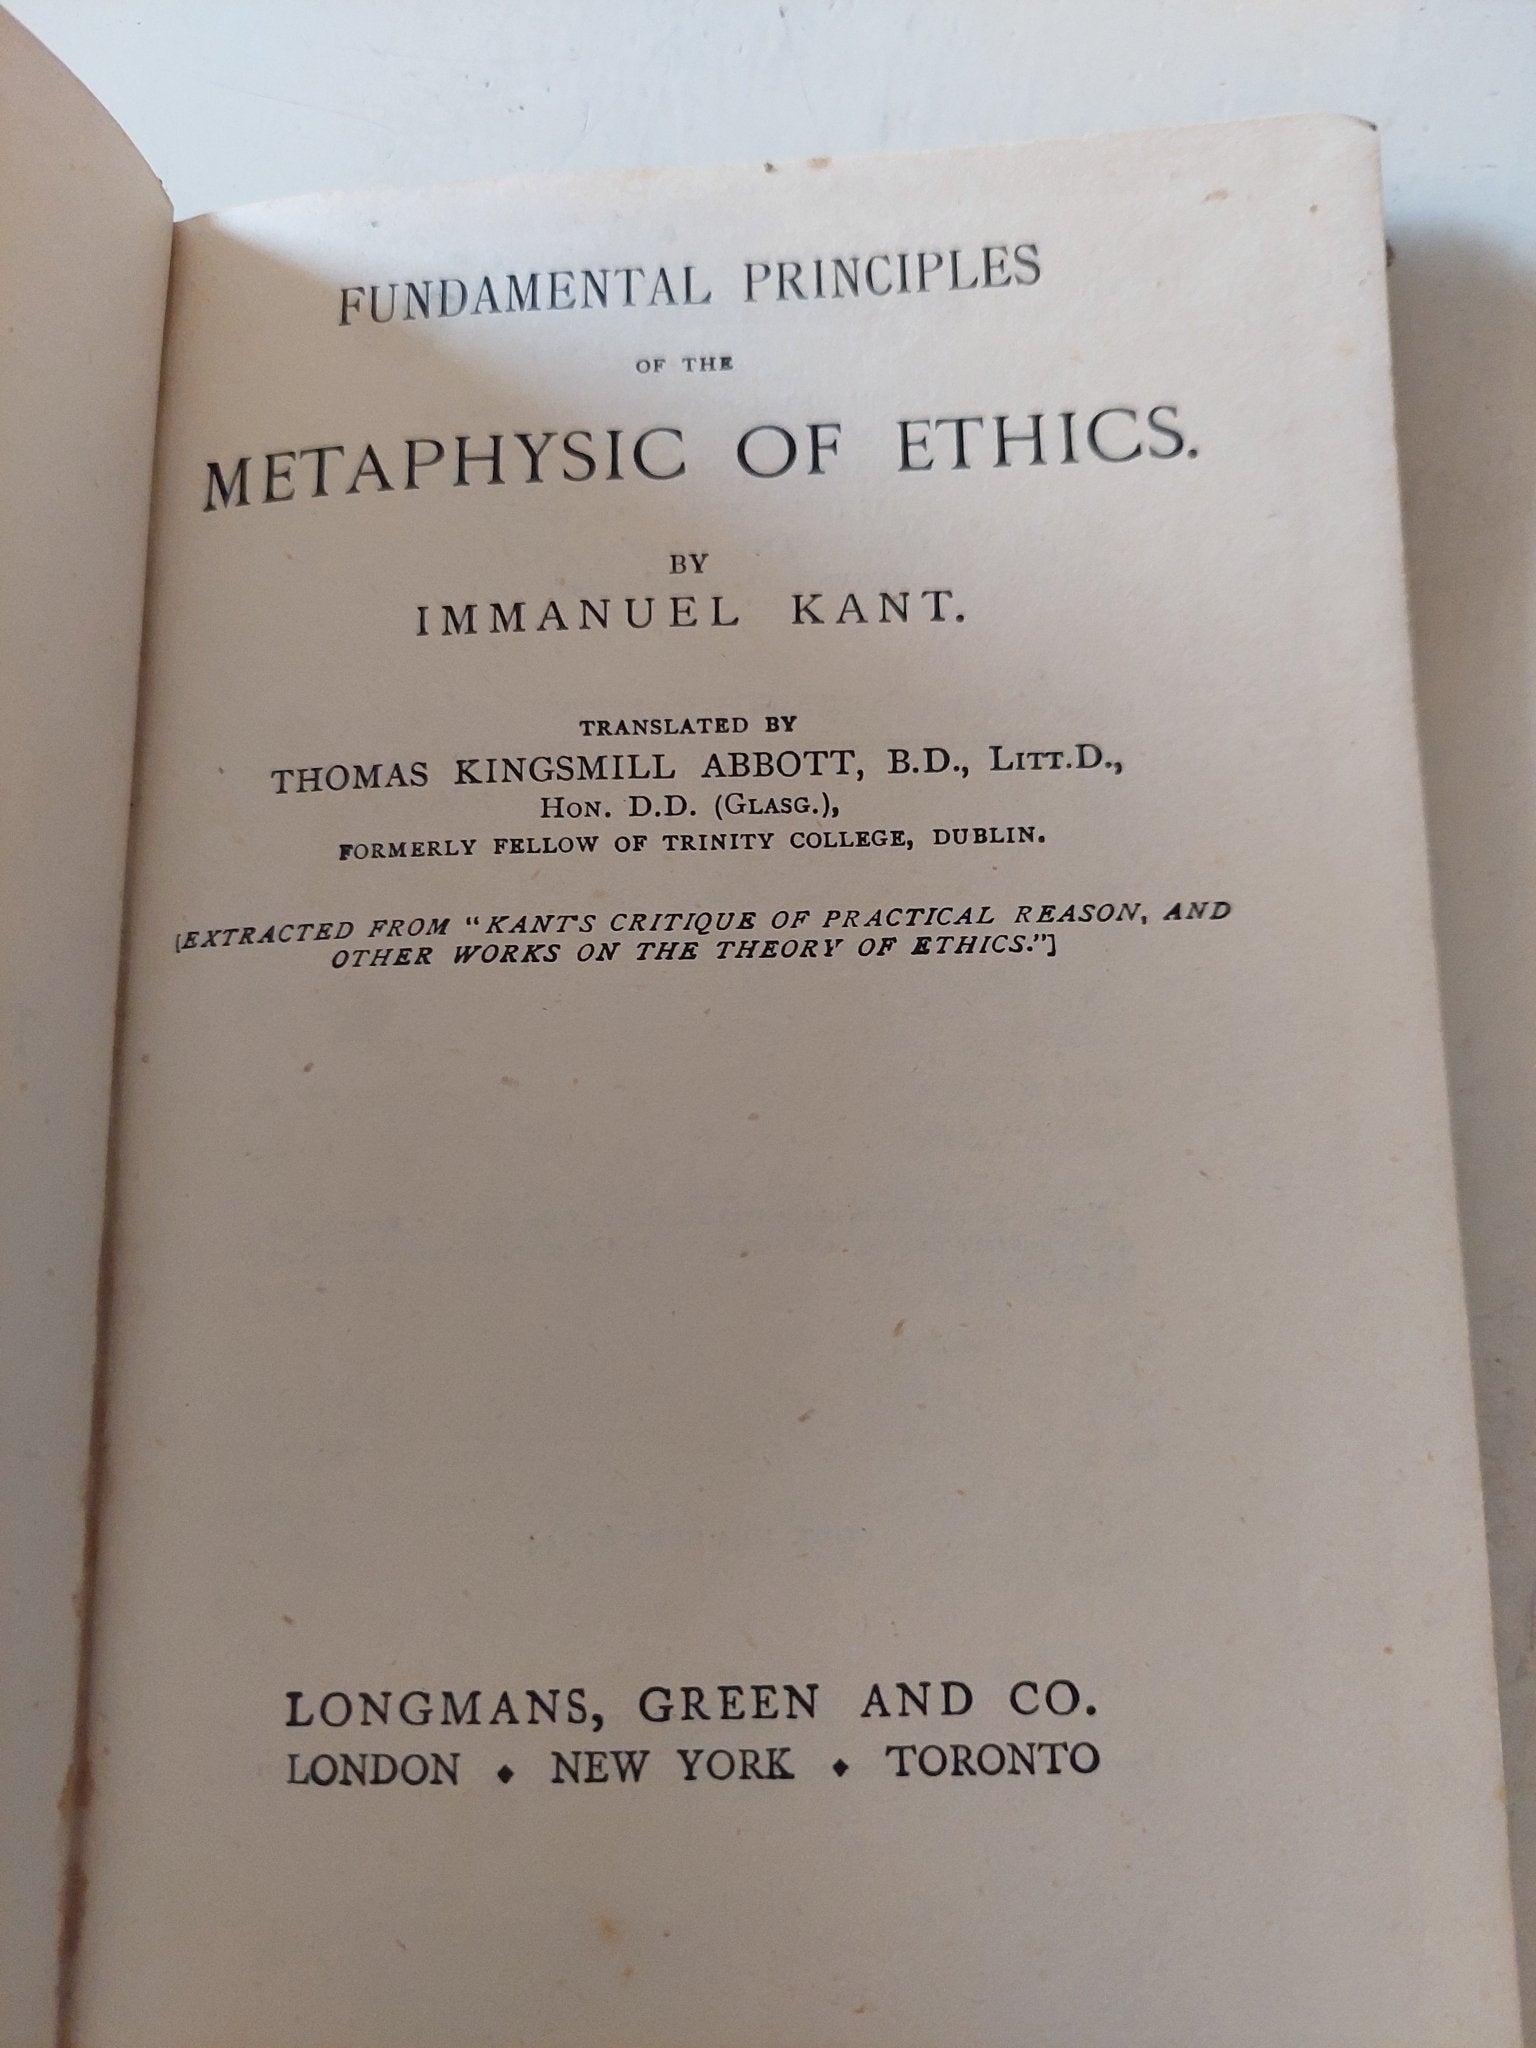 FUNDAMENTAL PRINCIPLES
OF THE
METAPHYSIC OF ETHICS.
BY
IMMANUEL KANT.
TRANSLATED BY
THOMAS KINGSMILL ABBOTT, B.D., LITT.D.,
HON. D.D. (GLASG.),
FORMERLY FELLOW OF TRINITY COLLEGE, DUBLIN.
[EXTRACTED FROM "KANT'S CRITIQUE OF PRACTICAL REASON, AND
OTHER WORKS ON THE THEORY OF ETHICS."]
LONGMANS, GREEN AND CO.
LONDON ♦ NEW YORK ♦ TORONTO